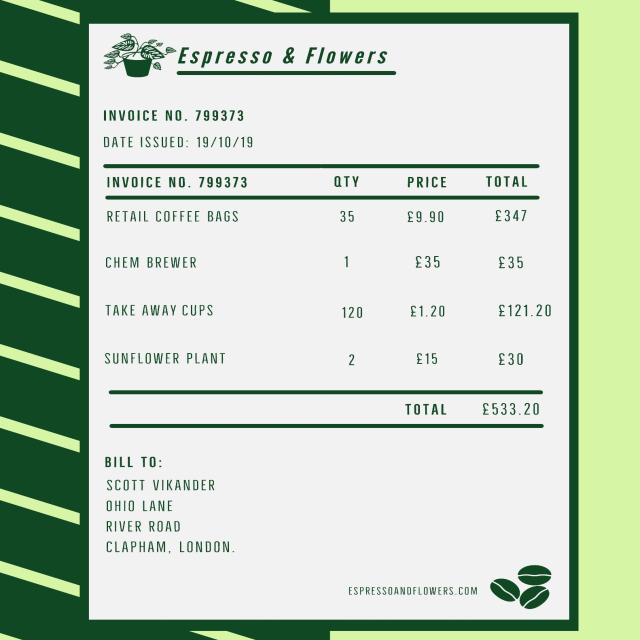 Espresso & Flowers
INVOICE NO. 799373
DATE ISSUED: 19/10/19
INVOICE NO. 799373 QTY PRICE TOTAL
RETAIL COFFEE BAGS 35 £9.90 £347
CHEM BREWER 1 £35 £35
TAKE AWAY CUPS 120 £1.20 £121.20
SUNFLOWER PLANT 2 £15 £30
TOTAL £533.20
BILL TO:
SCOTT VIKANDER
OHIO LANE
RIVER ROAD
CLAPHAM, LONDON.
ESPRESSOANDFLOWERS.COM